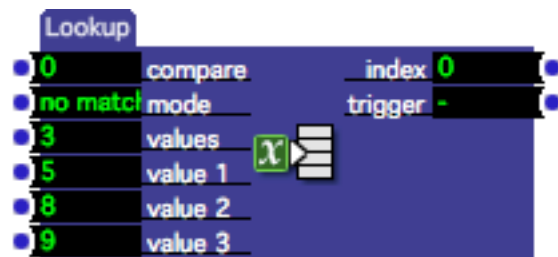 Lookup
0 compare index 0
no match mode trigger -
3 values
5 value 1
8 value 2
9 value 3